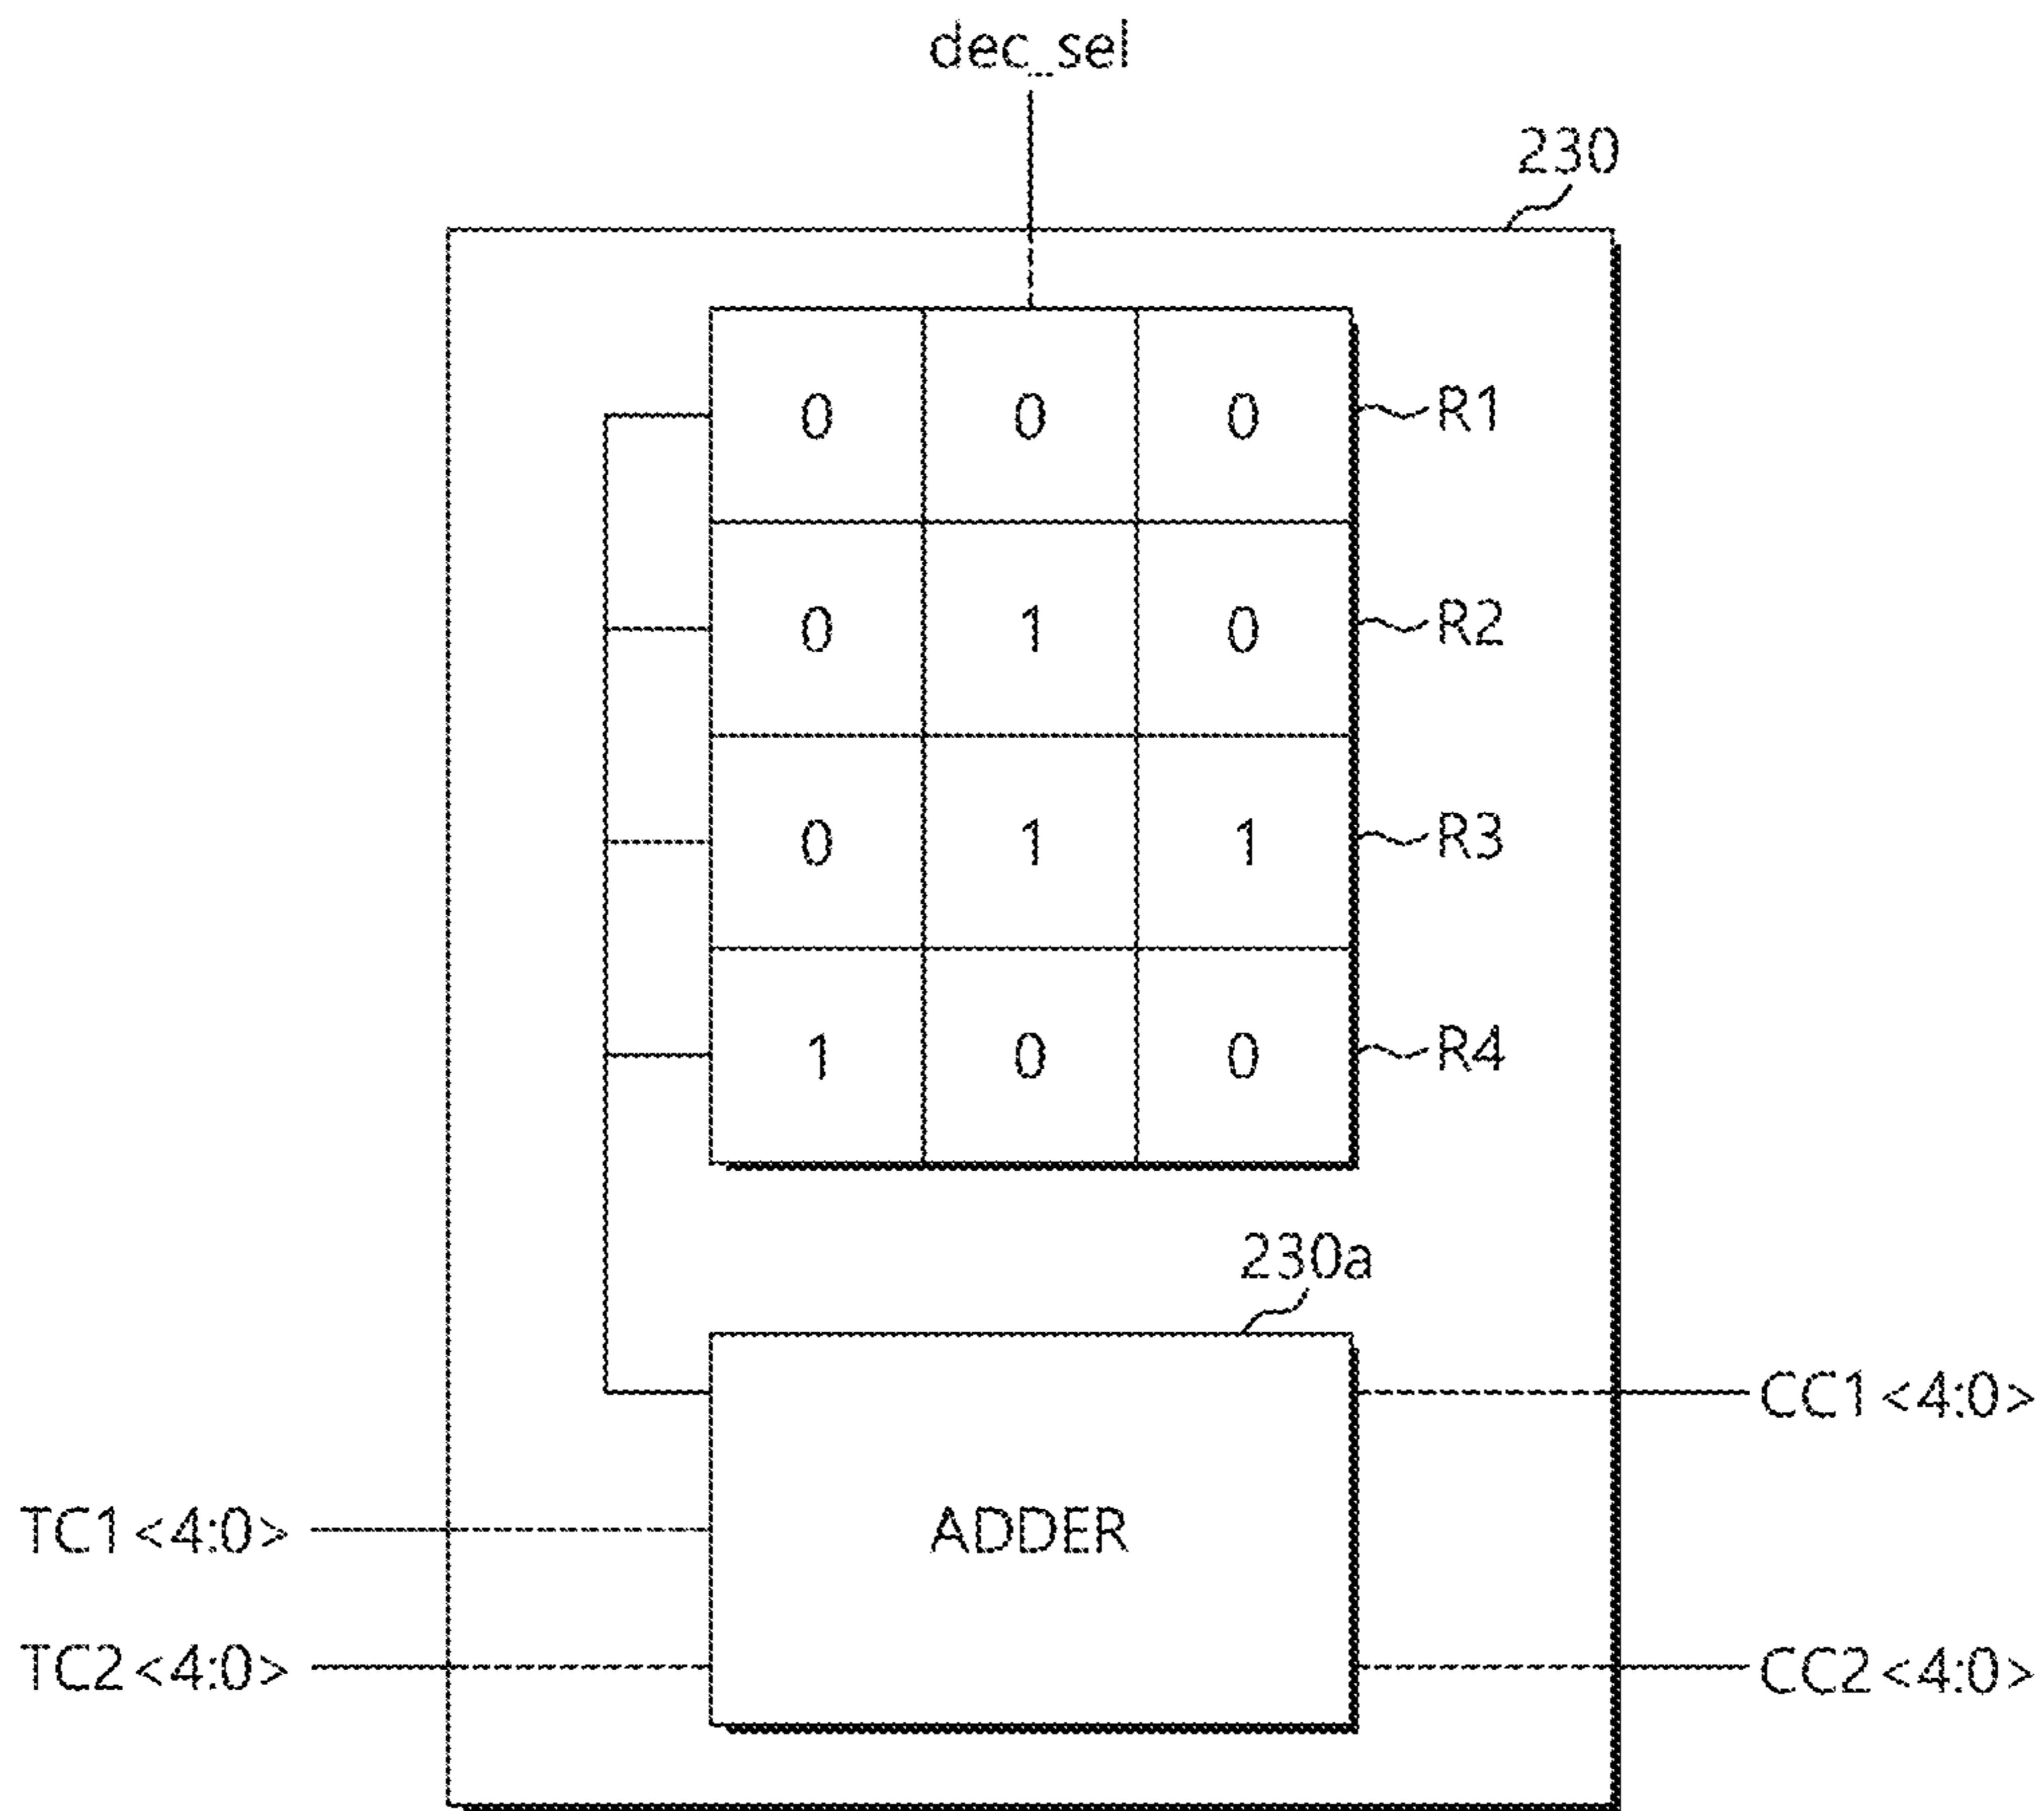 dec_sel
230
0 0 0 R1
0 1 0 R2
0 1 1 R3
1 0 0 R4
230a
CC1<4:0>
TC1<4:0> ADDER
TC2<4:0> CC2<4:0>